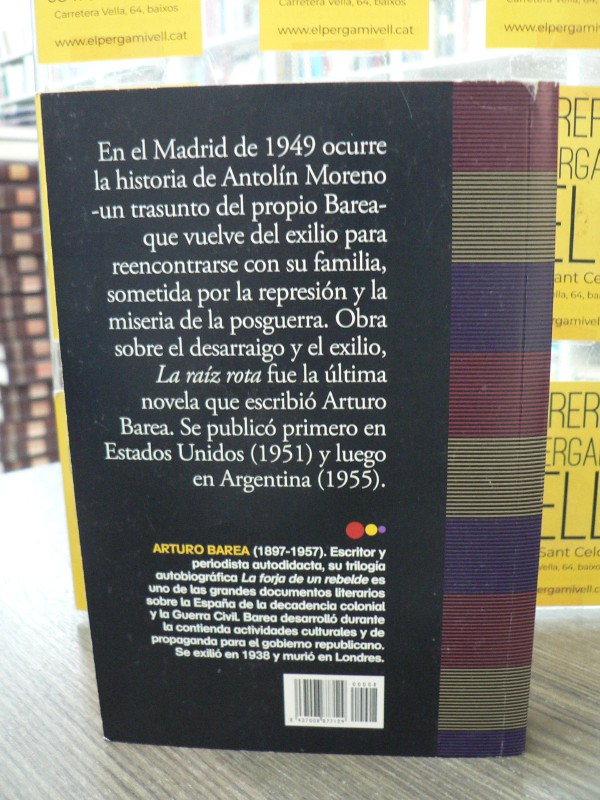 Carretera Vella, 64, baixos
www.elpergamivell.cat
Carretera Vella, 64, baixos
www.elpergamivell.cat
www.elpergamivell.cat
En el Madrid de 1949 ocurre
la historia de Antolín Moreno
-un trasunto del propio Barea-
que vuelve del exilio para
reencontrarse con su familia,
sometida por la represión y la
miseria de la posguerra. Obra
sobre el desarraigo y el exilio,
La raíz rota fue la última
novela que escribió Arturo
Barea. Se publicó primero en
Estados Unidos (1951) y luego
en Argentina (1955).
ARTURO BAREA (1897-1957). Escritor y
periodista autodidacta, su trilogía
autobiográfica La forja de un rebelde es
uno de los grandes documentos literarios
sobre la España de la decadencia colonial
y la Guerra Civil. Barea desarrolló durante
la contienda actividades culturales y de
propaganda para el gobierno republicano.
Se exilió en 1938 y murió en Londres.